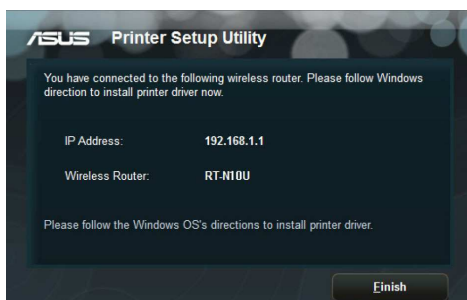 ASUS Printer Setup Utility
You have connected to the following wireless router. Please follow Windows
direction to install printer driver now.
IP Address: 192.168.1.1
Wireless Router: RT-N10U
Please follow the Windows OS's directions to install printer driver.
Finish